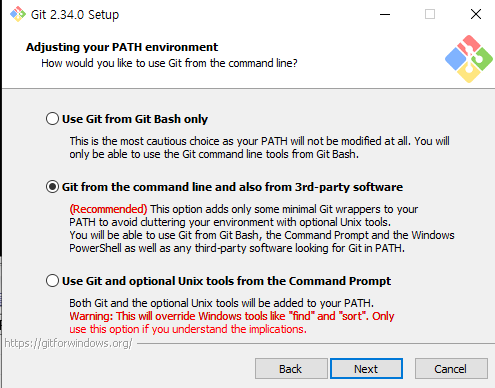 Git 2.34.0 Setup
Adjusting your PATH environment
How would you like to use Git from the command line?
Use Git from Git Bash only
This is the most cautious choice as your PATH will not be modified at all. You will
only be able to use the Git command line tools from Git Bash.
Git from the command line and also from 3rd-party software
(Recommended) This option adds only some minimal Git wrappers to your
PATH to avoid cluttering your environment with optional Unix tools.
You will be able to use Git from Git Bash, the Command Prompt and the Windows
PowerShell as well as any third-party software looking for Git in PATH.
Use Git and optional Unix tools from the Command Prompt
Both Git and the optional Unix tools will be added to your PATH.
Warning: This will override Windows tools like "find" and "sort". Only
use this option if you understand the implications.
https://gitforwindows.org/
Back Next Cancel